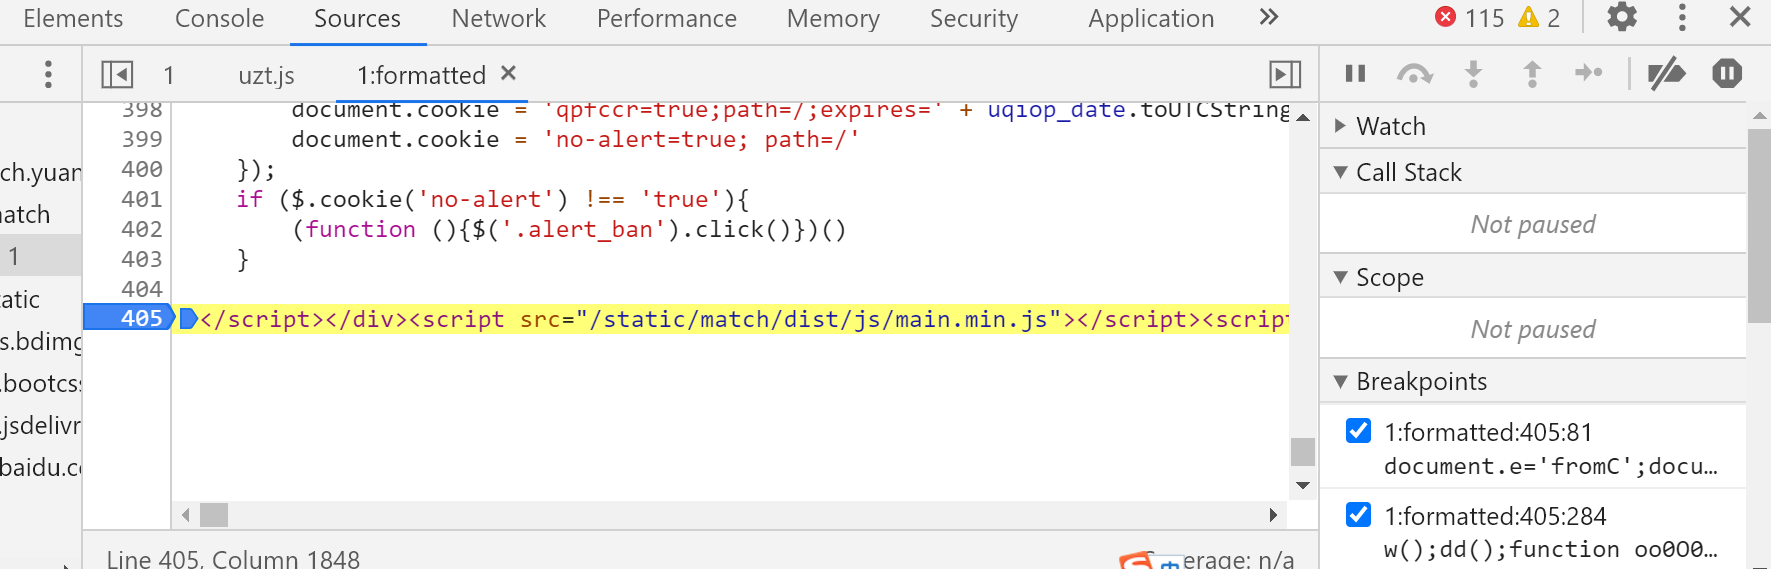 Elements Console Sources Network Performance Memory Security Application » 115 2
1 uzt.js 1:formatted ×
398 document.cookie = 'qpfccr=true;path=/;expires=' + uqiop_date.toUTCString
399 document.cookie = 'no-alert=true; path=/'
400 });
401 if ($.cookie('no-alert') !== 'true'){
402 (function (){$('.alert_ban').click()})()
403 }
404
405 </script></div><script src="/static/match/dist/js/main.min.js"></script><script
ch.yuan
atch
1
atic
s.bdimg
.bootcss
.jsdelivr
baidu.co
Line 405, Column 1848
erage: n/a
中
Watch
Call Stack
Not paused
Scope
Not paused
Breakpoints
1:formatted:405:81
document.e='fromC';docu…
1:formatted:405:284
w();dd();function oo0O0…